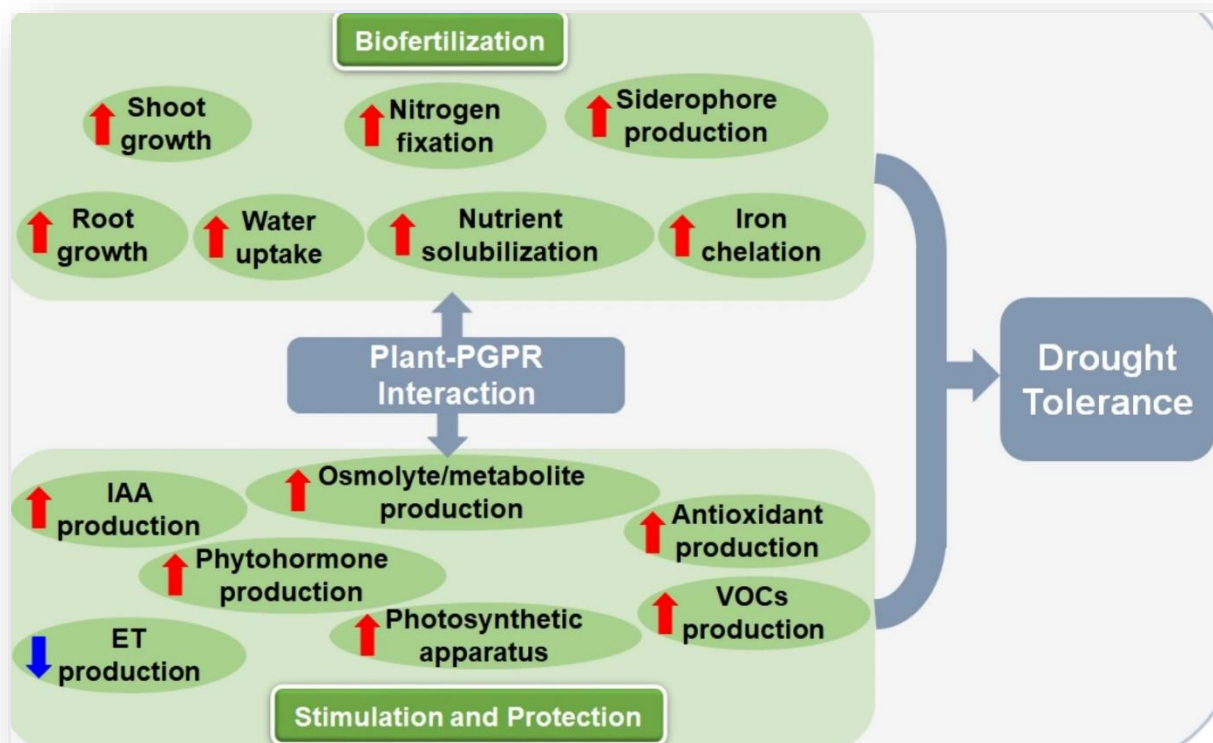 Biofertilization
Shoot
growth
Nitrogen
fixation
Siderophore
production
Root
growth
Water
uptake
Nutrient
solubilization
Iron
chelation
Plant-PGPR
Interaction
Drought
Tolerance
IAA
production
Osmolyte/metabolite
production
Antioxidant
production
Phytohormone
production
VOCs
production
Photosynthetic
apparatus
ET
production
Stimulation and Protection